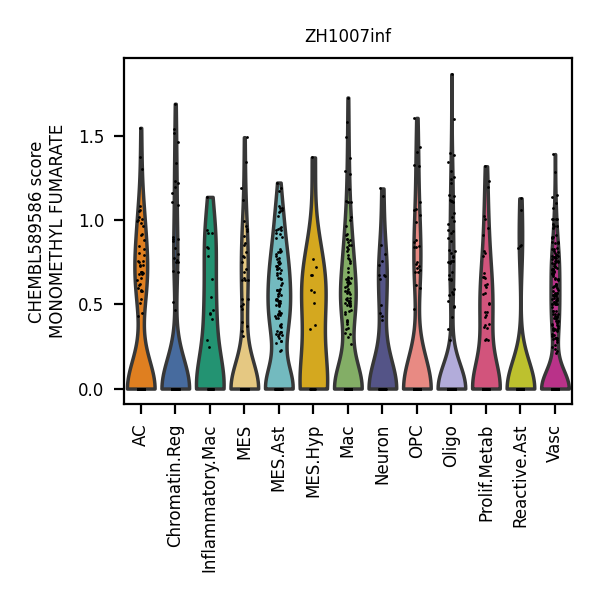 ZH1007inf
CHEMBL589586 score
MONOMETHYL FUMARATE
1.5
1.0
0.5
0.0
AC
Chromatin.Reg
Inflammatory.Mac
MES
MES.Ast
MES.Hyp
Mac
Neuron
OPC
Oligo
Prolif.Metab
Reactive.Ast
Vasc